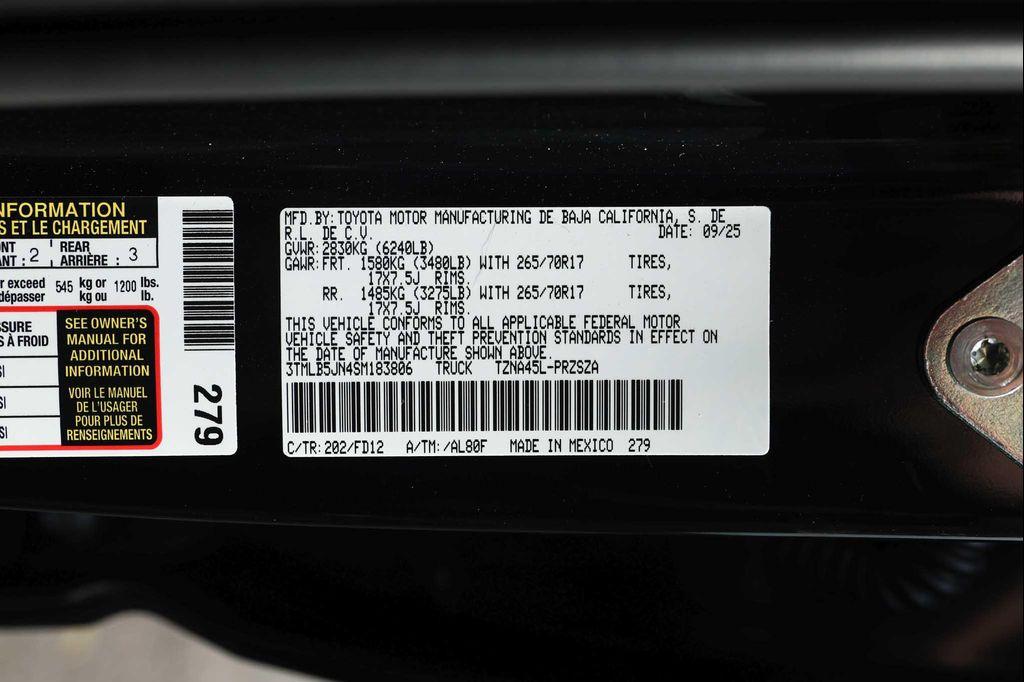 NFORMATION
S ET LE CHARGEMENT
NT 2 REAR 3
ANT : ARRIÈRE :
r exceed 545 kg or 1200 lbs.
dépasser kg ou lb.
SSURE
S À FROID
SI
SI
SI
SEE OWNER'S
MANUAL FOR
ADDITIONAL
INFORMATION
VOIR LE MANUEL
DE L'USAGER
POUR PLUS DE
RENSEIGNEMENTS
279
MFD.BY:TOYOTA MOTOR MANUFACTURING DE BAJA CALIFORNIA, S. DE
R.L. DE C.V. DATE: 09/25
GVWR:2830KG (6240LB)
GAWR:FRT. 1580KG (3480LB) WITH 265/70R17 TIRES,
17X7.5J RIMS.
RR. 1485KG (3275LB) WITH 265/70R17 TIRES,
17X7.5J RIMS.
THIS VEHICLE CONFORMS TO ALL APPLICABLE FEDERAL MOTOR
VEHICLE SAFETY AND THEFT PREVENTION STANDARDS IN EFFECT ON
THE DATE OF MANUFACTURE SHOWN ABOVE.
3TMLB5JN4SM183806 TRUCK TZNA45L-PRZSZA
C/TR:202/FD12 A/TM:/AL80F MADE IN MEXICO 279